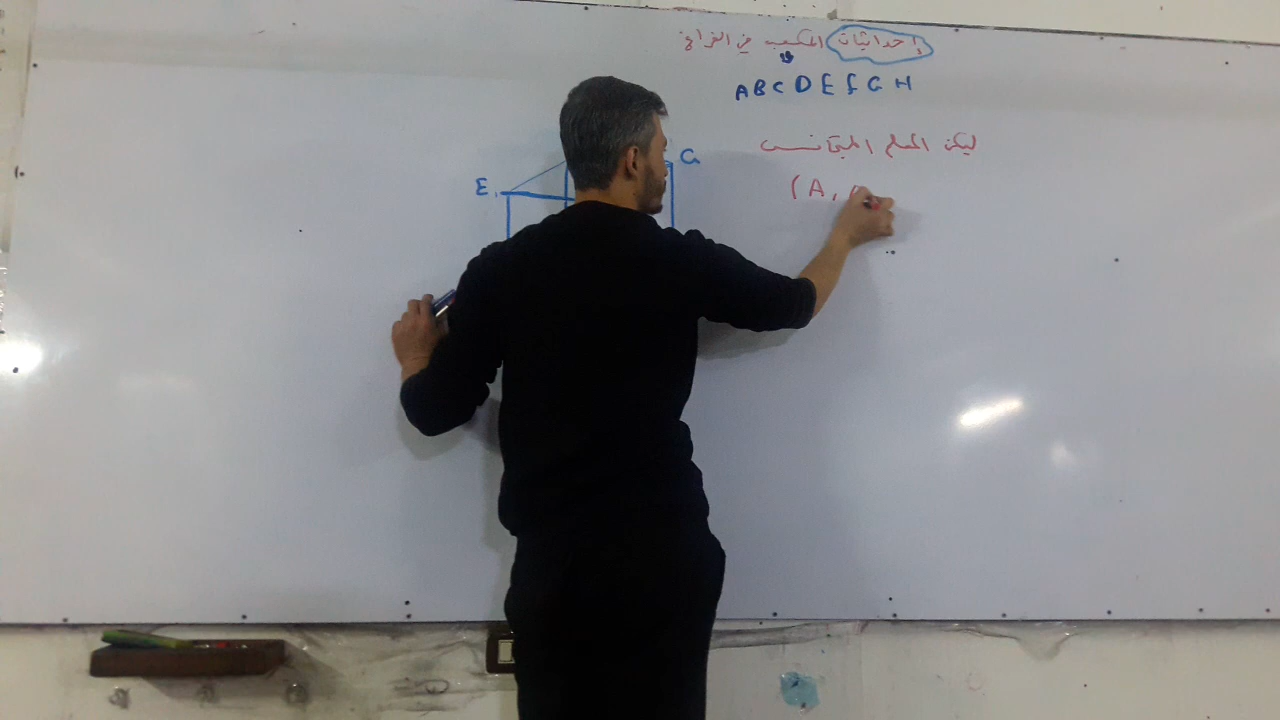 إحداثيات المكعب في الفراغ
ABCDEFGH
ليكن المعلم المتجانس
(A,
E
G